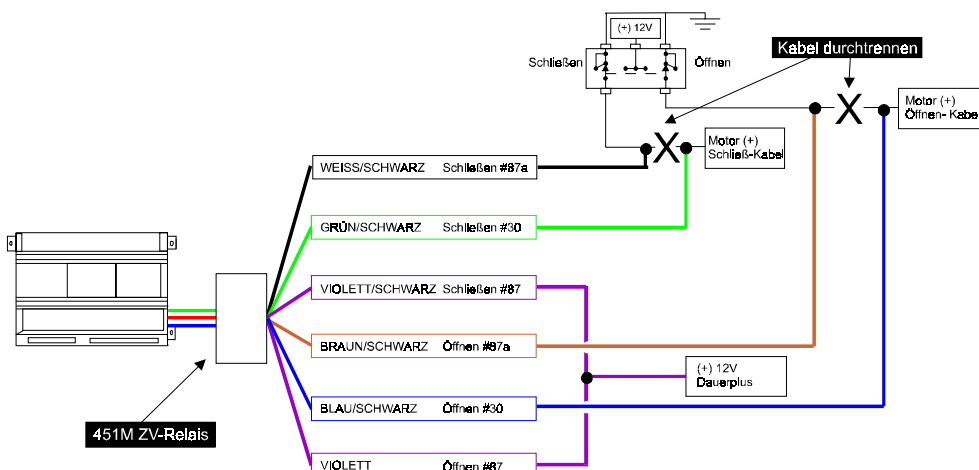 (+) 12V
Schließen
Öffnen
Kabel durchtrennen
Motor (+)
Öffnen- Kabel
Motor (+)
Schließ-Kabel
WEISS/SCHWARZ Schließen #87a
GRÜN/SCHWARZ Schließen #30
VIOLETT/SCHWARZ Schließen #87
BRAUN/SCHWARZ Öffnen #87a
(+) 12V
Dauerplus
BLAU/SCHWARZ Öffnen #30
451M ZV-Relais
VIOLETT Öffnen #87